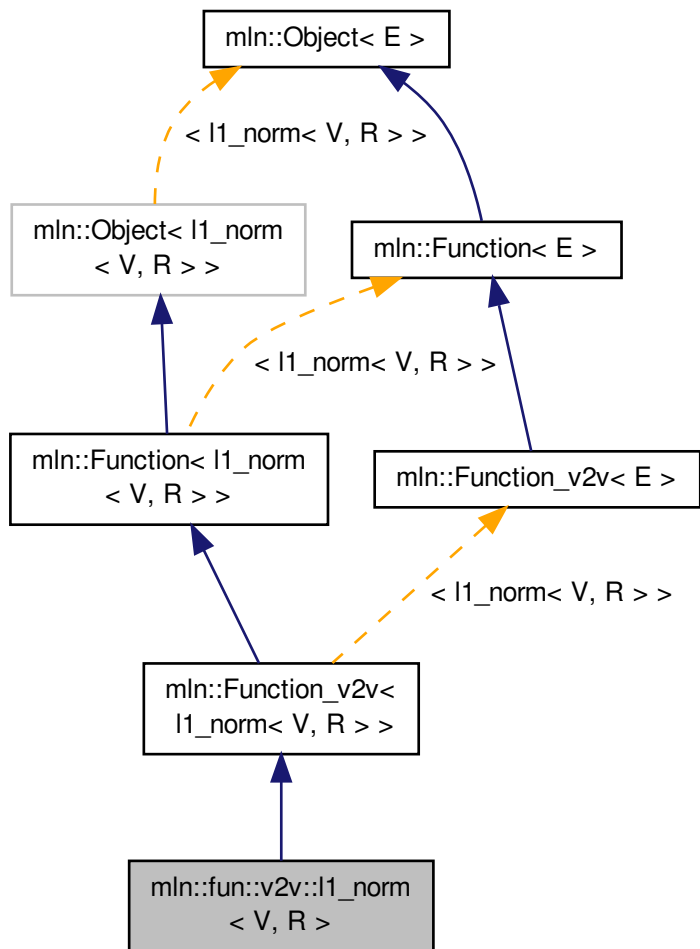 mln::Object< E >
< l1_norm< V, R > >
mln::Object< l1_norm
< V, R > >
mln::Function< E >
< l1_norm< V, R > >
mln::Function< l1_norm
< V, R > >
mln::Function_v2v< E >
< l1_norm< V, R > >
mln::Function_v2v<
l1_norm< V, R > >
mln::fun::v2v::l1_norm
< V, R >